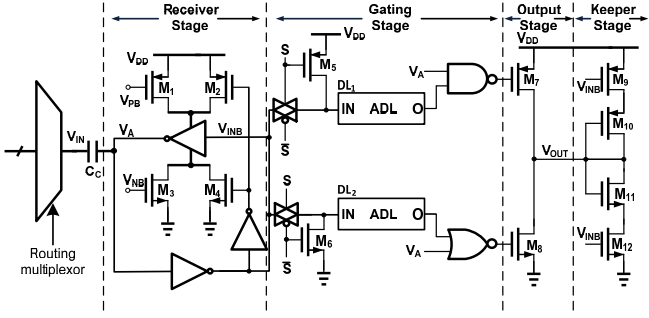 Receiver
Stage
Gating
Stage
Output
Stage
Keeper
Stage
VDD
M1
M2
VPB
VIN
CC
VA
VINB
VNB
M3
M4
Routing
multiplexor
S
S̅
M5
VDD
DL1
IN ADL O
VA
S
S̅
M6
DL2
IN ADL O
VA
VDD
M7
M8
VOUT
M9
VINB
M10
M11
VINB
M12